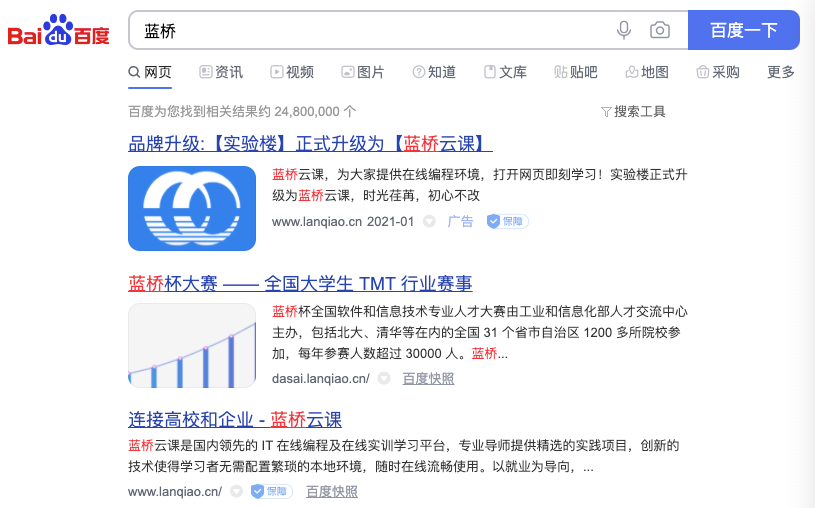 Bai du 百度
蓝桥
百度一下
网页 资讯 视频 图片 知道 文库 贴吧 地图 采购 更多
百度为您找到相关结果约 24,800,000 个
搜索工具
品牌升级:【实验楼】正式升级为【蓝桥云课】
蓝桥云课，为大家提供在线编程环境，打开网页即刻学习！实验楼正式升
级为蓝桥云课，时光荏苒，初心不改
www.lanqiao.cn 2021-01 广告 保障
蓝桥杯大赛 —— 全国大学生 TMT 行业赛事
蓝桥杯全国软件和信息技术专业人才大赛由工业和信息化部人才交流中心
主办，包括北大、清华等在内的全国 31 个省市自治区 1200 多所院校参
加，每年参赛人数超过 30000 人。蓝桥...
dasai.lanqiao.cn/ 百度快照
连接高校和企业 - 蓝桥云课
蓝桥云课是国内领先的 IT 在线编程及在线实训学习平台，专业导师提供精选的实践项目，创新的
技术使得学习者无需配置繁琐的本地环境，随时在线流畅使用。以就业为导向，...
www.lanqiao.cn/ 保障 百度快照